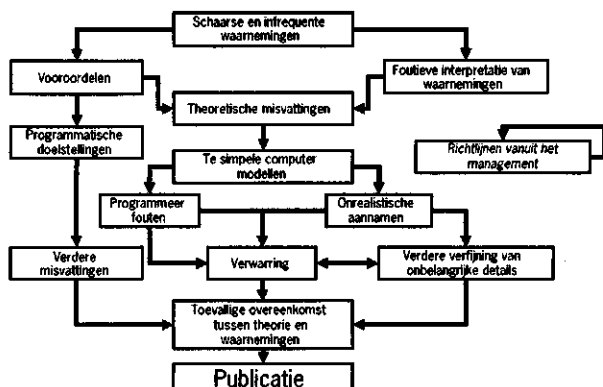 Schaarse en infrequente
waarnemingen
Vooroordelen
Foutieve interpretatie van
waarnemingen
Theoretische misvattingen
Programmatische
doelstellingen
Richtlijnen vanuit het
management
Te simpele computer
modellen
Programmeer
fouten
Onrealistische
aannamen
Verdere
misvattingen
Verwarring
Verdere verfijning van
onbelangrijke details
Toevallige overeenkomst
tussen theorie en
waarnemingen
Publicatie